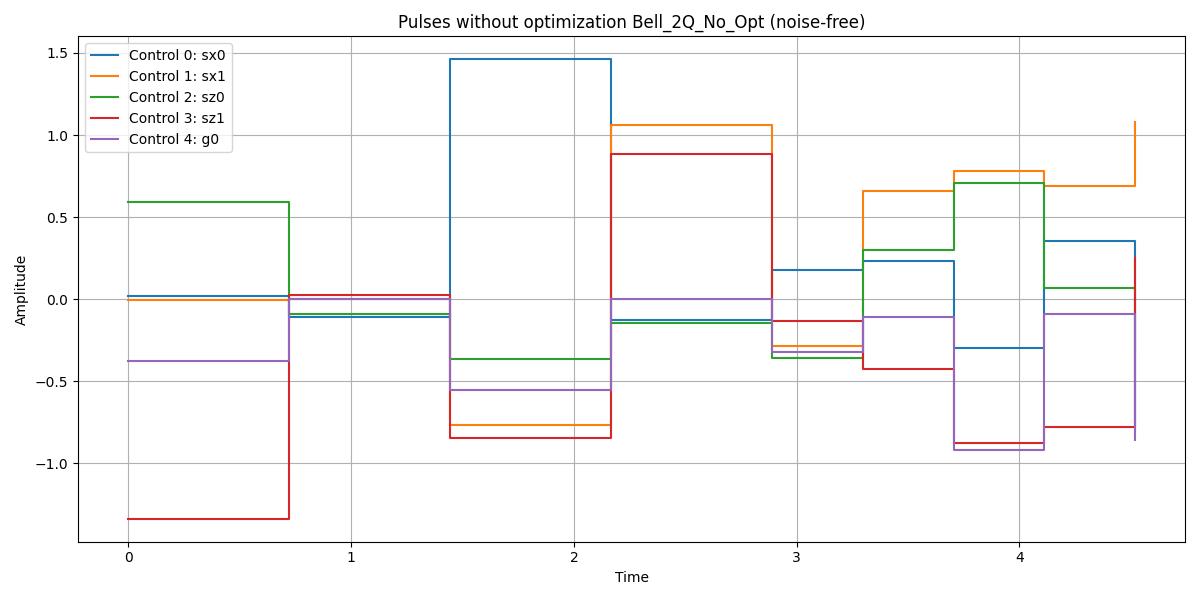 Pulses without optimization Bell_2Q_No_Opt (noise-free)
Control 0: sx0
Control 1: sx1
Control 2: sz0
Control 3: sz1
Control 4: g0
Amplitude
1.5
1.0
0.5
0.0
−0.5
−1.0
0
1
2
3
4
Time